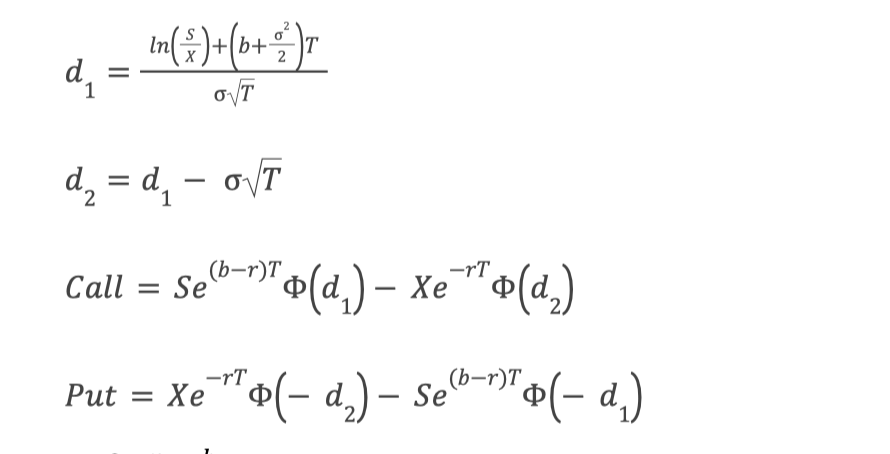 d₁ = (ln(S/X)+(b+σ²/2)T)/(σ√T)
d₂ = d₁ − σ√T
Call = Se^((b−r)T)Φ(d₁) − Xe^(−rT)Φ(d₂)
Put = Xe^(−rT)Φ(− d₂) − Se^((b−r)T)Φ(− d₁)